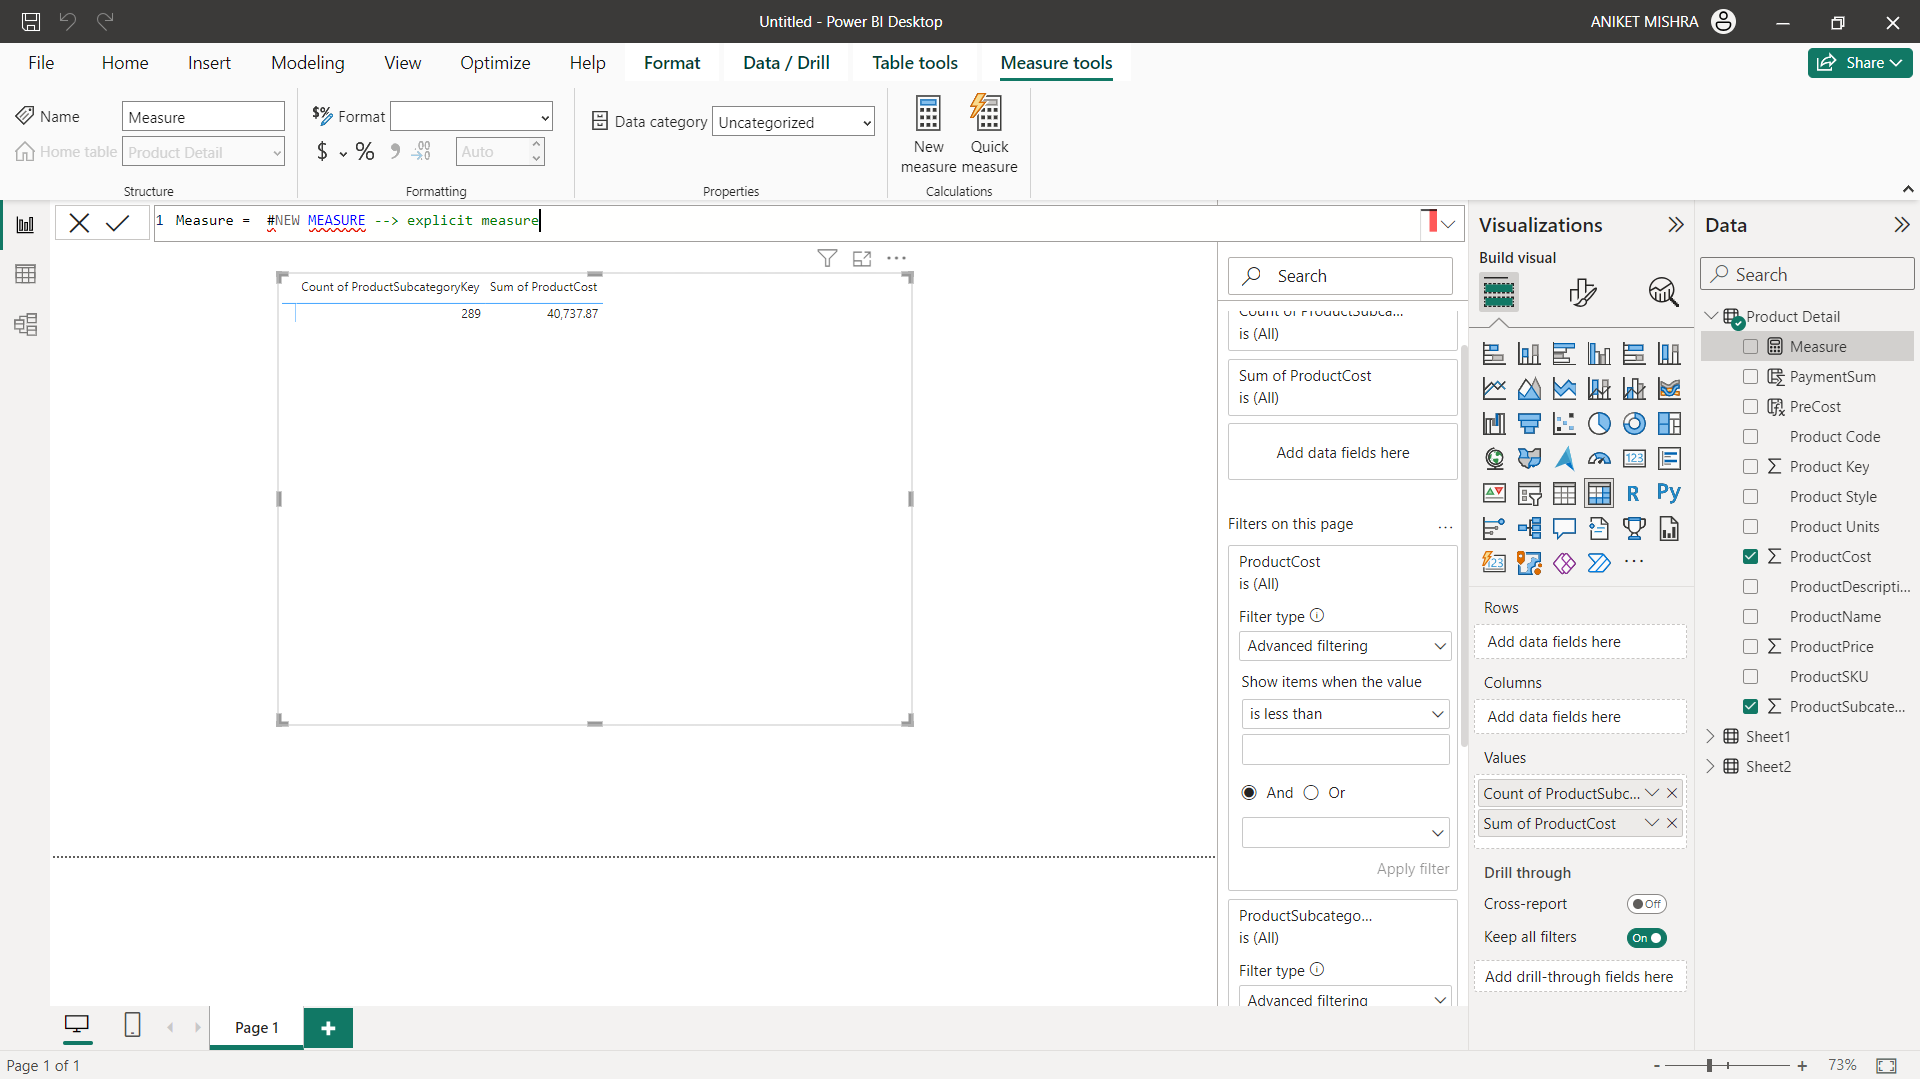 Untitled - Power BI Desktop
ANIKET MISHRA
File Home Insert Modeling View Optimize Help Format Data / Drill Table tools Measure tools
Share
Name Measure
Home table Product Detail
Structure
$% Format
$ % 9 .00
Auto
Formatting
Data category Uncategorized
Properties
New measure
Quick measure
Calculations
1 Measure = #NEW MEASURE --> explicit measure
Count of ProductSubcategoryKey Sum of ProductCost
289 40,737.87
Search
Count of ProductSubca...
is (All)
Sum of ProductCost
is (All)
Add data fields here
Filters on this page ...
ProductCost
is (All)
Filter type
Advanced filtering
Show items when the value
is less than
And Or
Apply filter
ProductSubcatego...
is (All)
Filter type
Advanced filtering
Visualizations
Build visual
123
R Py
123
...
Rows
Add data fields here
Columns
Add data fields here
Values
Count of ProductSubc...
Sum of ProductCost
Drill through
Cross-report Off
Keep all filters On
Add drill-through fields here
Data
Search
Product Detail
Measure
PaymentSum
PreCost
Product Code
Σ Product Key
Product Style
Product Units
Σ ProductCost
ProductDescripti...
ProductName
Σ ProductPrice
ProductSKU
Σ ProductSubcate...
Sheet1
Sheet2
Page 1 +
Page 1 of 1
- + 73%